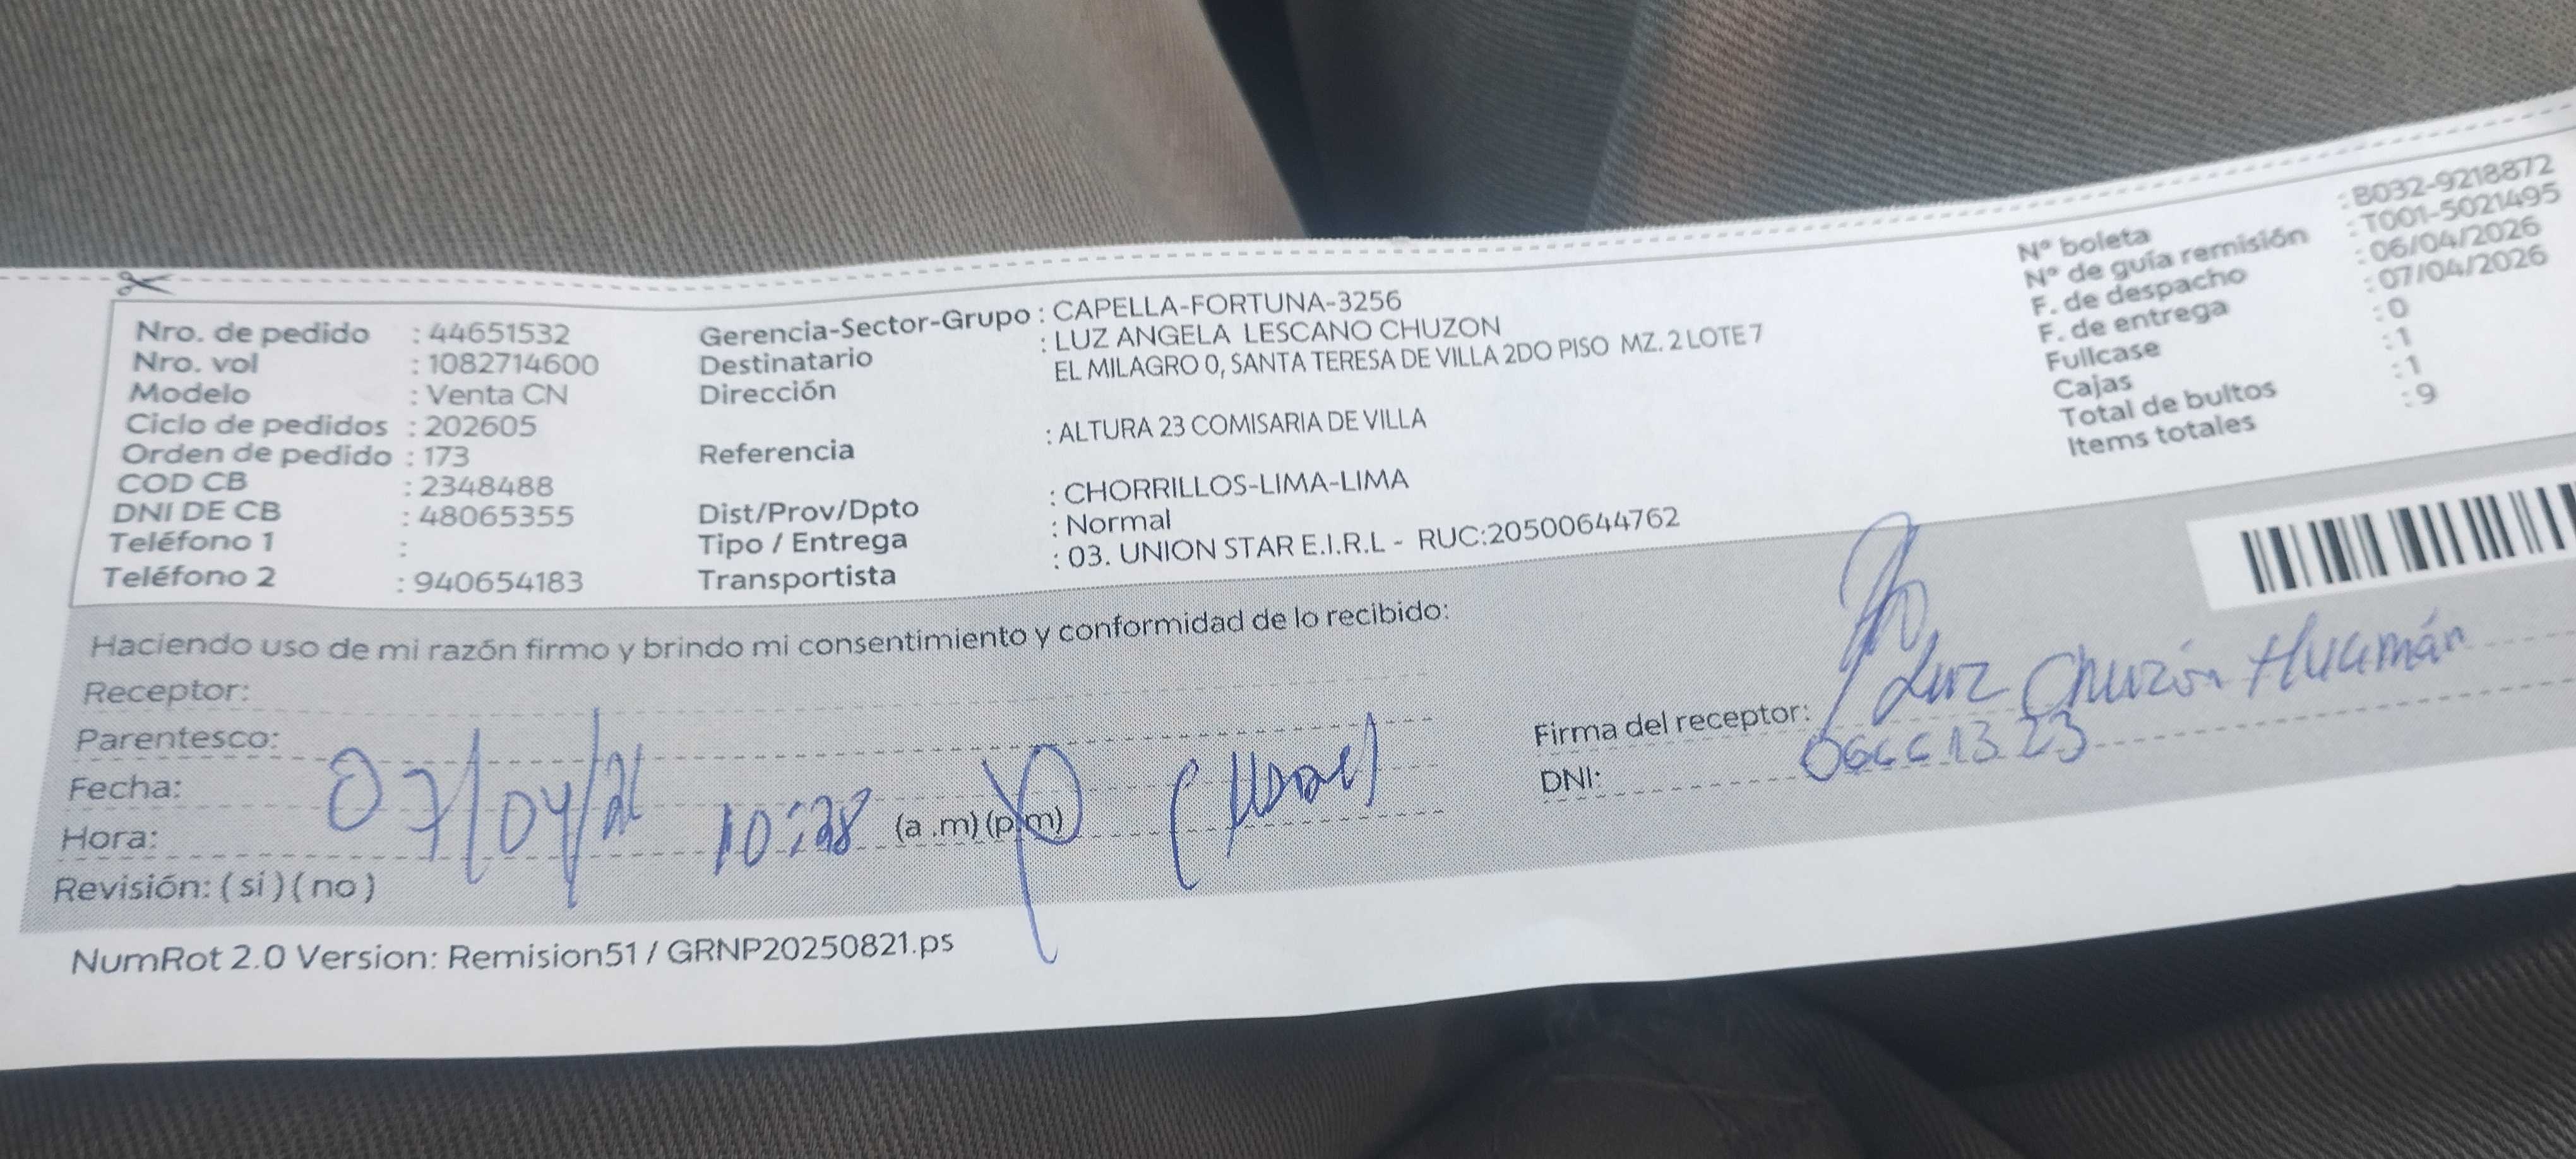 Nro. de pedido : 44651532
Nro. vol : 1082714600
Modelo : Venta CN
Ciclo de pedidos : 202605
Orden de pedido : 173
COD CB : 2348488
DNI DE CB : 48065355
Teléfono 1 :
Teléfono 2 : 940654183
Gerencia-Sector-Grupo : CAPELLA-FORTUNA-3256
Destinatario : LUZ ANGELA LESCANO CHUZON
Dirección EL MILAGRO 0, SANTA TERESA DE VILLA 2DO PISO MZ. 2 LOTE 7
Referencia : ALTURA 23 COMISARIA DE VILLA
Dist/Prov/Dpto : CHORRILLOS-LIMA-LIMA
Tipo / Entrega : Normal
Transportista : 03. UNION STAR E.I.R.L - RUC:20500644762
N° boleta : B032-9218872
N° de guía remisión : T001-5021495
F. de despacho : 06/04/2026
F. de entrega : 07/04/2026
Fullcase : 0
Cajas : 1
Total de bultos : 1
Items totales : 9
Haciendo uso de mi razón firmo y brindo mi consentimiento y conformidad de lo recibido:
Receptor:
Parentesco:
Fecha: 07/04/26
Hora: 10:28 (a .m) (p.m)
Revisión: ( si ) ( no )
Firma del receptor: Luz Chuzón Huamán
DNI:
NumRot 2.0 Version: Remision51 / GRNP20250821.ps